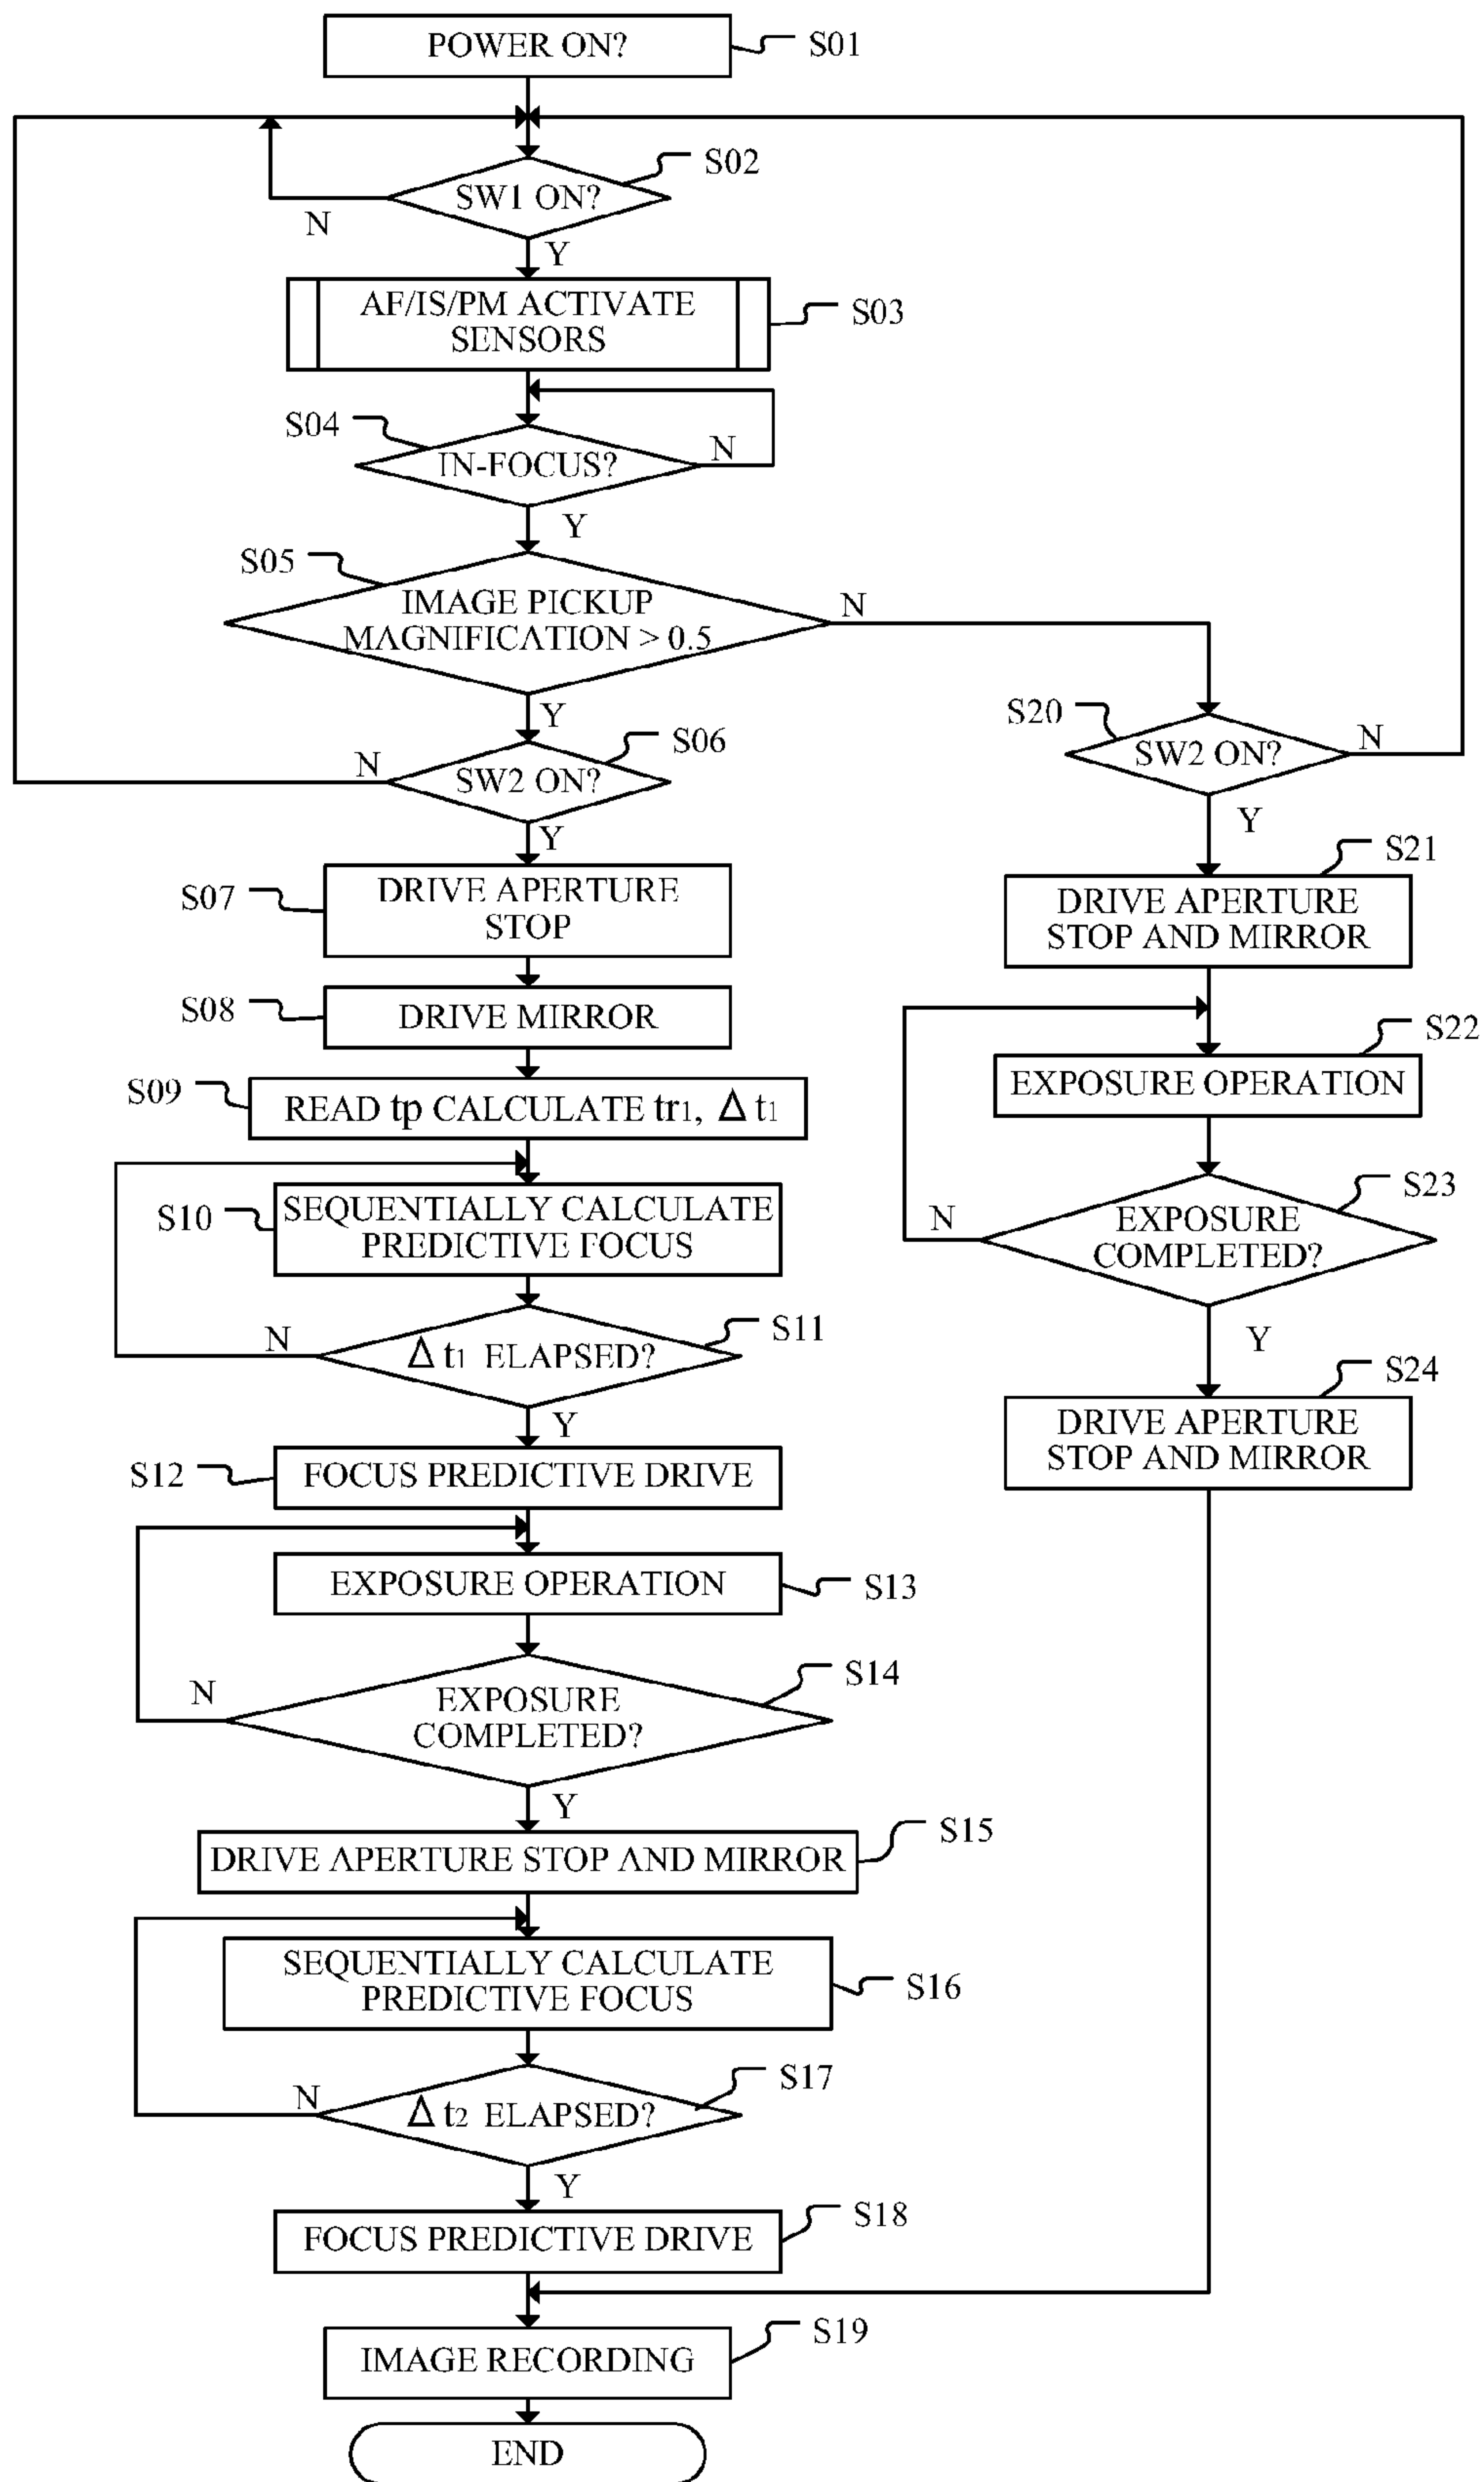 POWER ON?
S01
S02
SW1 ON?
N
Y
AF/IS/PM ACTIVATE
SENSORS
S03
S04
IN-FOCUS?
N
Y
S05
IMAGE PICKUP
MAGNIFICATION > 0.5
N
Y
S06
SW2 ON?
N
Y
S07
DRIVE APERTURE
STOP
S08
DRIVE MIRROR
S09
READ tp CALCULATE tr1, Δ t1
S10
SEQUENTIALLY CALCULATE
PREDICTIVE FOCUS
S11
Δ t1 ELAPSED?
N
Y
S12
FOCUS PREDICTIVE DRIVE
EXPOSURE OPERATION
S13
S14
EXPOSURE
COMPLETED?
N
Y
S15
DRIVE APERTURE STOP AND MIRROR
SEQUENTIALLY CALCULATE
PREDICTIVE FOCUS
S16
S17
Δ t2 ELAPSED?
N
Y
S18
FOCUS PREDICTIVE DRIVE
S19
IMAGE RECORDING
END
S20
SW2 ON?
N
Y
S21
DRIVE APERTURE
STOP AND MIRROR
S22
EXPOSURE OPERATION
S23
EXPOSURE
COMPLETED?
N
Y
S24
DRIVE APERTURE
STOP AND MIRROR